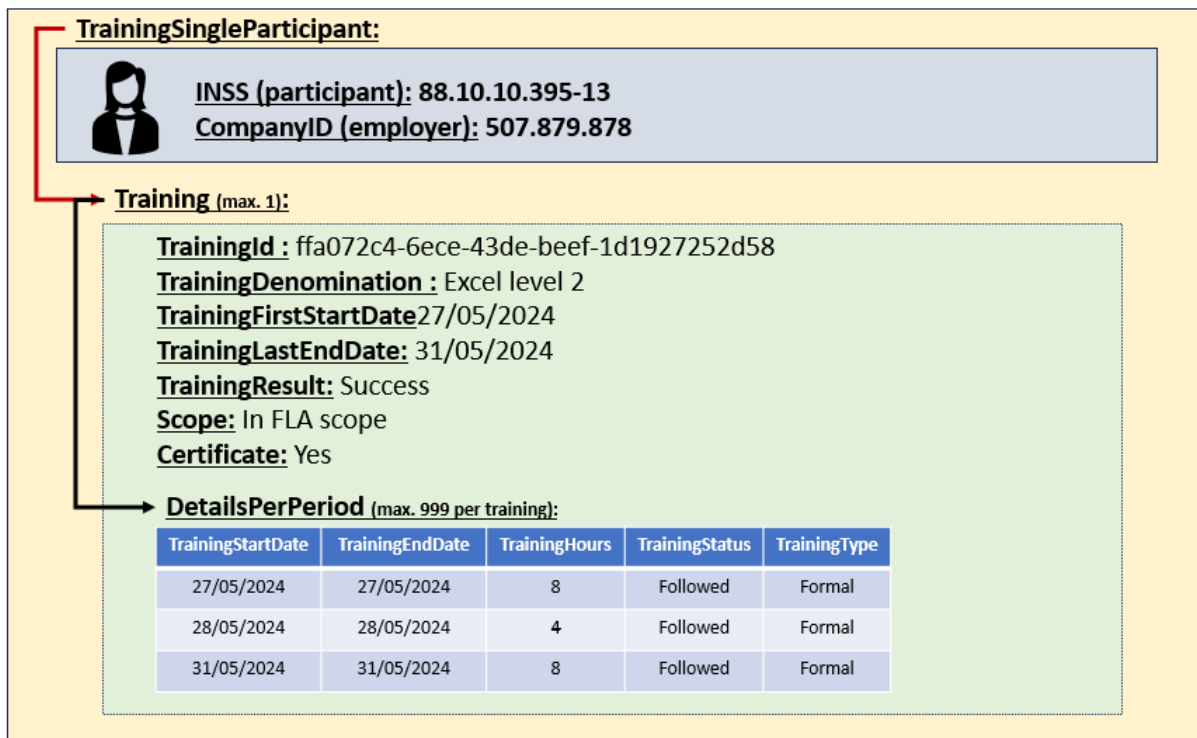 TrainingSingleParticipant:
INSS (participant): 88.10.10.395-13
CompanyID (employer): 507.879.878
Training (max. 1):
TrainingId : ffa072c4-6ece-43de-beef-1d1927252d58
TrainingDenomination : Excel level 2
TrainingFirstStartDate27/05/2024
TrainingLastEndDate: 31/05/2024
TrainingResult: Success
Scope: In FLA scope
Certificate: Yes
DetailsPerPeriod (max. 999 per training):
TrainingStartDate TrainingEndDate TrainingHours TrainingStatus TrainingType
27/05/2024 27/05/2024 8 Followed Formal
28/05/2024 28/05/2024 4 Followed Formal
31/05/2024 31/05/2024 8 Followed Formal